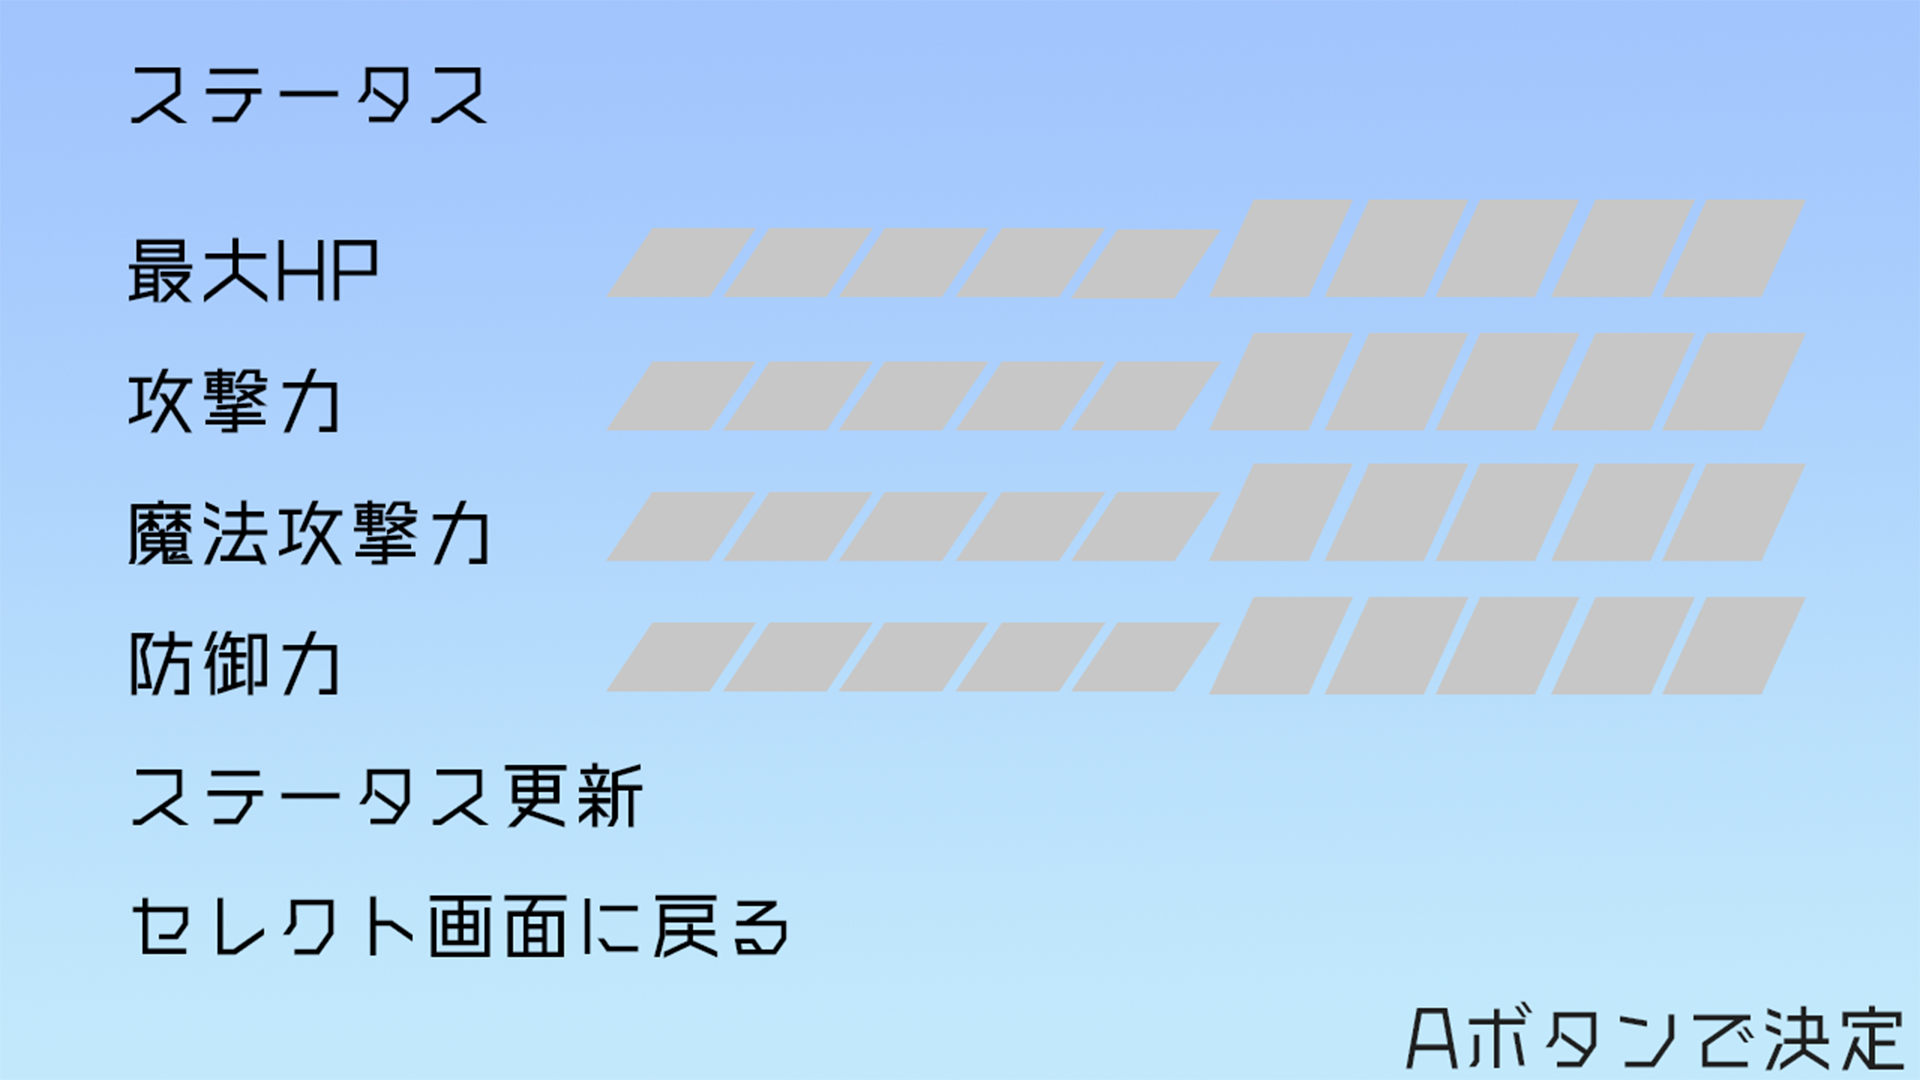 ステータス
最大HP
攻撃力
魔法攻撃力
防御力
ステータス更新
セレクト画面に戻る
Aボタンで決定